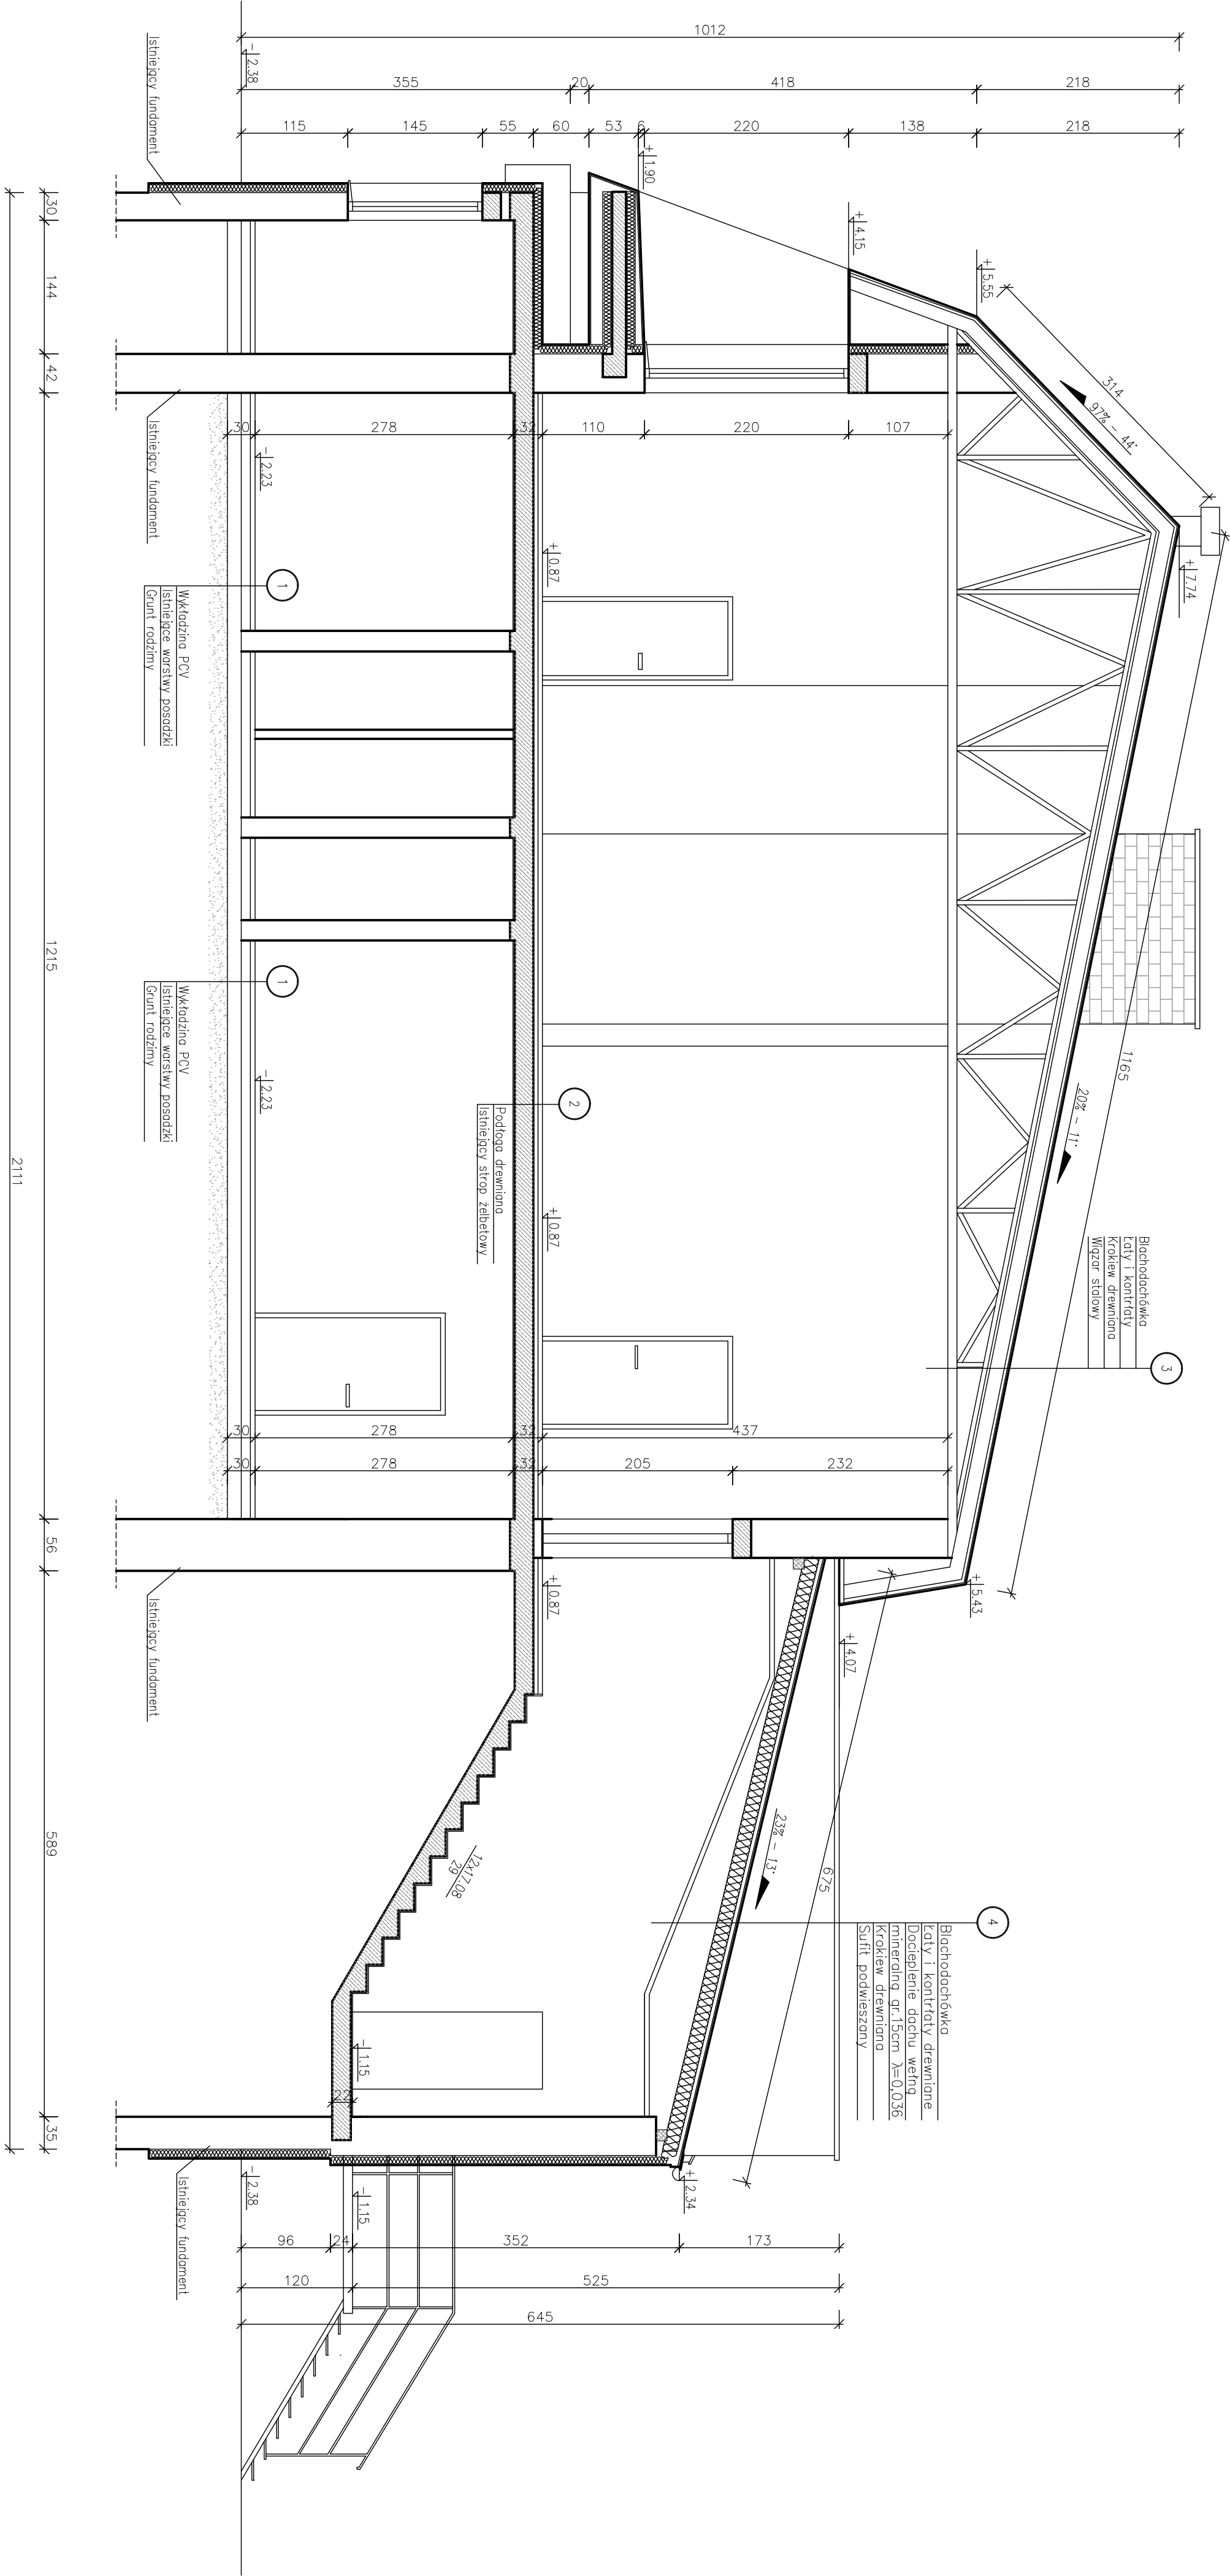 1012
355
20
418
218
115
145
55
60
53
6
220
138
218
-2.38
+1.90
+4.15
+5.55
+7.74
314
97% - 44°
1165
20% - 11°
Istniejący fundament
30
144
42
1215
56
589
35
2111
Istniejący fundament
30
278
32
110
220
107
-2.23
+0.87
1
Wykładzina PCV
Istniejące warstwy posadzki
Grunt rodzimy
1
Wykładzina PCV
Istniejące warstwy posadzki
Grunt rodzimy
-2.23
2
Podłoga drewniana
Istniejący strop żelbetowy
+0.87
Blachodachówka
Łaty i kontrłaty
Krokiew drewniana
Wiązar stalowy
3
30
278
32
437
30
278
32
205
232
+0.87
+5.43
+4.07
Istniejący fundament
12x17.08
29
23% - 13°
675
4
Blachodachówka
Łaty i kontrłaty drewniane
Docieplenie dachu wełną
mineralną gr.15cm λ=0,036
Krokiew drewniana
Sufit podwieszany
-1.15
22
Istniejący fundament
-2.38
-1.15
+2.34
96
24
352
173
120
525
645